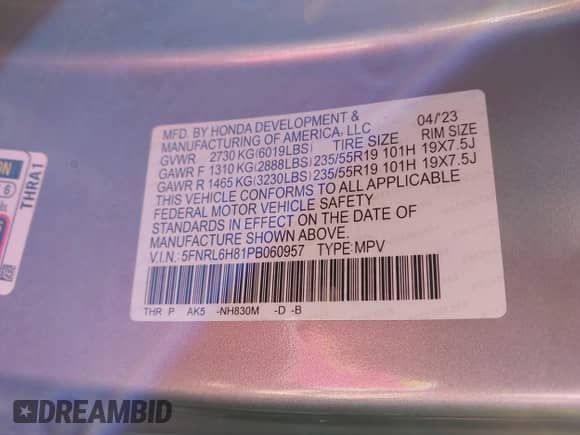 MFD. BY HONDA DEVELOPMENT &
MANUFACTURING OF AMERICA, LLC 04/'23
GVWR 2730 KG(6019LBS) TIRE SIZE RIM SIZE
GAWR F 1310 KG(2888LBS) 235/55R19 101H 19X7.5J
GAWR R 1465 KG(3230LBS) 235/55R19 101H 19X7.5J
THIS VEHICLE CONFORMS TO ALL APPLICABLE
FEDERAL MOTOR VEHICLE SAFETY
STANDARDS IN EFFECT ON THE DATE OF
MANUFACTURE SHOWN ABOVE.
V.I.N.: 5FNRL6H81PB060957 TYPE:MPV
THR P AK5 -NH830M -D -B
THRA1
6
DREAMBID